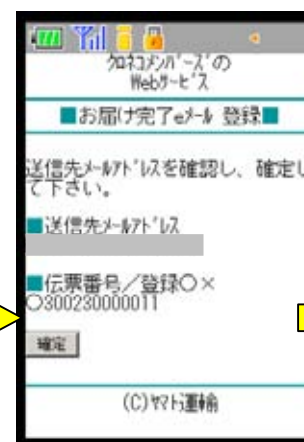 ｸﾛﾈｺﾒﾝﾊﾞｰｽﾞの
Webｻｰﾋﾞｽ
■お届け完了eﾒｰﾙ 登録■
送信先ﾒｰﾙｱﾄﾞﾚｽを確認し、確定し
て下さい。
■送信先ﾒｰﾙｱﾄﾞﾚｽ
■伝票番号／登録○×
○300230000011
確定
(C)ﾔﾏﾄ運輸